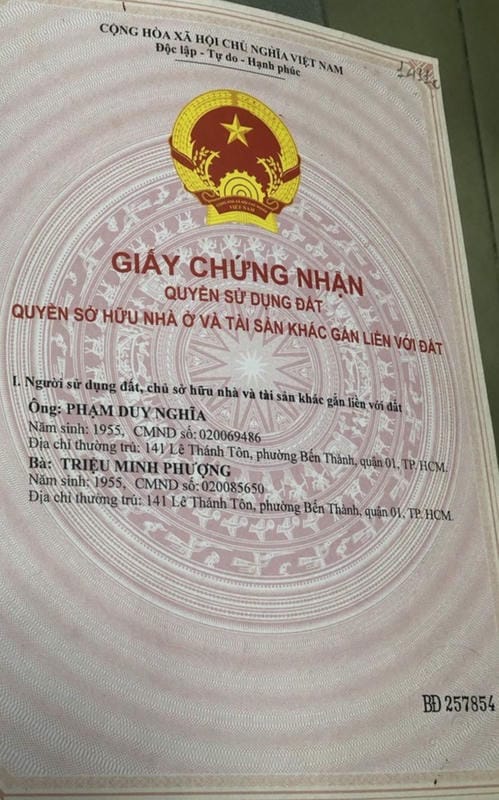 CỘNG HÒA XÃ HỘI CHỦ NGHĨA VIỆT NAM
Độc lập - Tự do - Hạnh phúc
VIỆT NAM
GIẤY CHỨNG NHẬN
QUYỀN SỬ DỤNG ĐẤT
QUYỀN SỞ HỮU NHÀ Ở VÀ TÀI SẢN KHÁC GẮN LIỀN VỚI ĐẤT
I. Người sử dụng đất, chủ sở hữu nhà và tài sản khác gắn liền với đất
Ông: PHẠM DUY NGHĨA
Năm sinh: 1955, CMND số: 020069486
Địa chỉ thường trú: 141 Lê Thánh Tôn, phường Bến Thành, quận 01, TP. HCM.
Bà: TRIỆU MINH PHƯỢNG
Năm sinh: 1955, CMND số: 020085650
Địa chỉ thường trú: 141 Lê Thánh Tôn, phường Bến Thành, quận 01, TP. HCM.
BĐ 257854